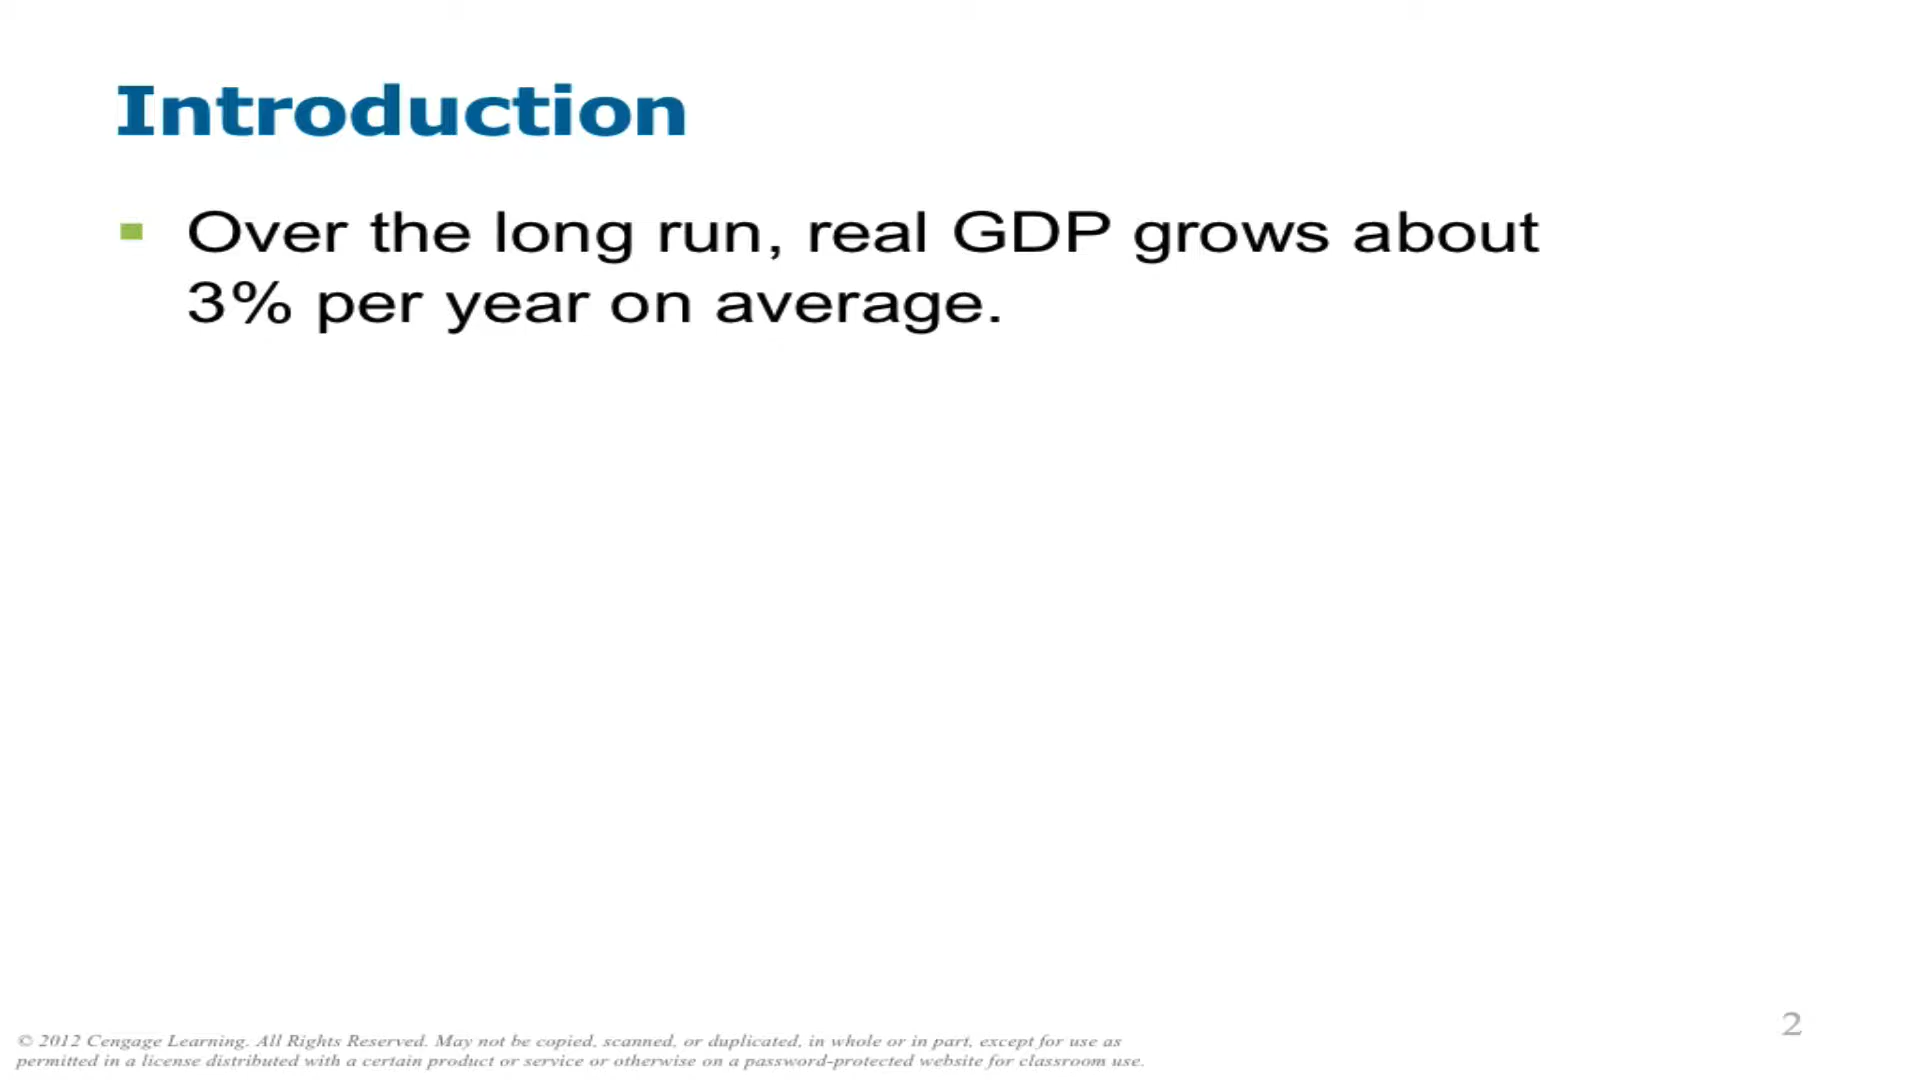 Introduction
Over the long run, real GDP grows about
3% per year on average.
2
© 2012 Cengage Learning. All Rights Reserved. May not be copied, scanned, or duplicated, in whole or in part, except for use as
permitted in a license distributed with a certain product or service or otherwise on a password-protected website for classroom use.